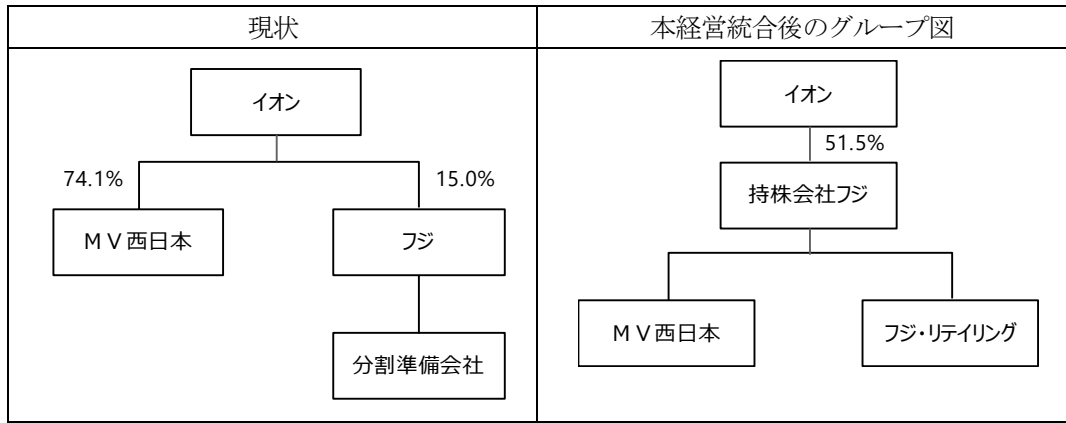 現状
本経営統合後のグループ図
イオン
74.1%
15.0%
ＭＶ西日本
フジ
分割準備会社
イオン
51.5%
持株会社フジ
ＭＶ西日本
フジ・リテイリング